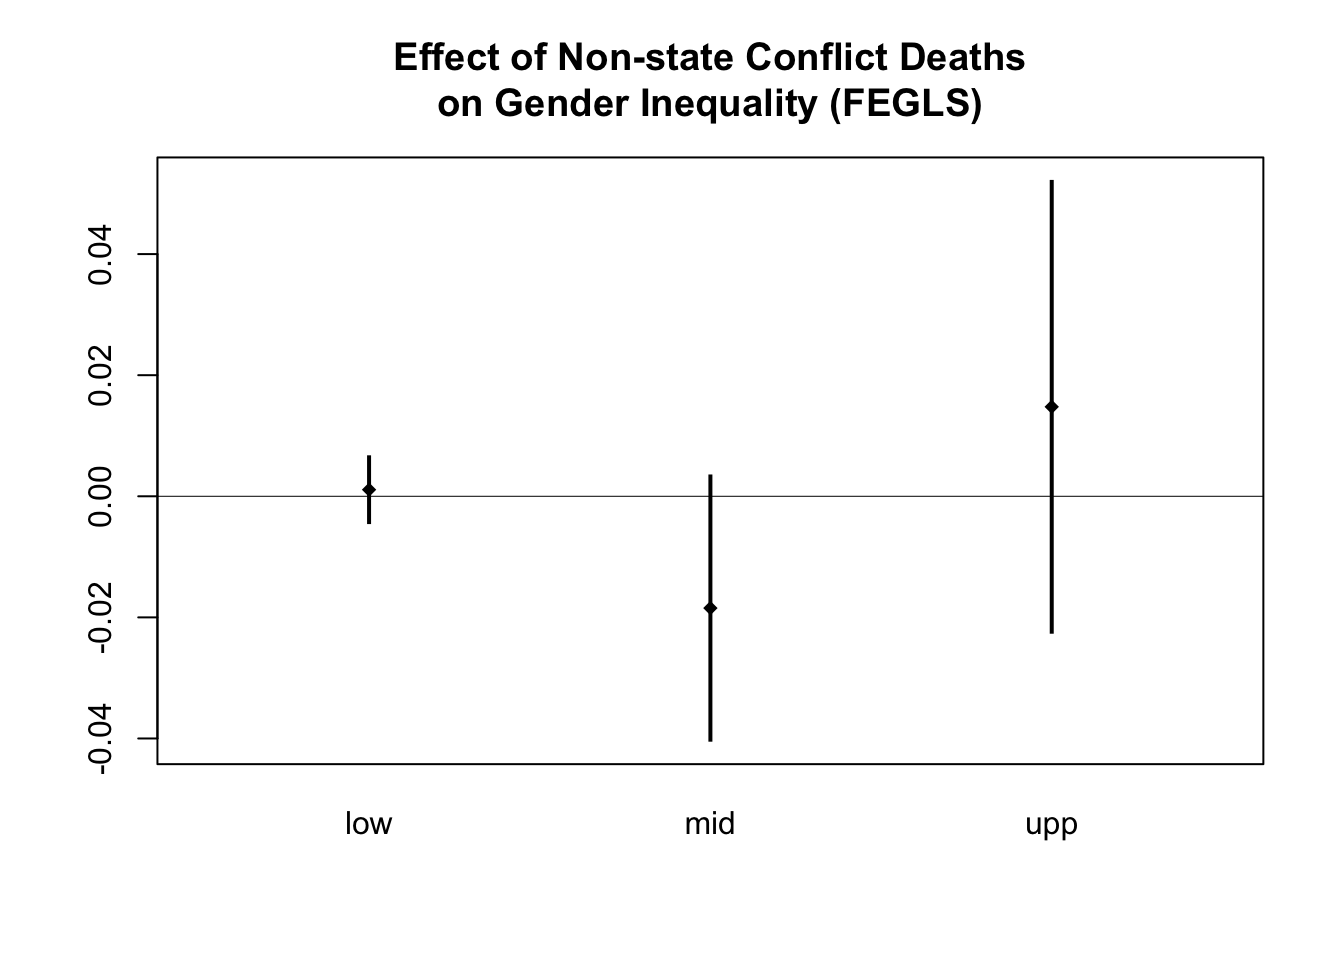 Effect of Non-state Conflict Deaths
on Gender Inequality (FEGLS)
0.04
0.02
0.00
-0.02
-0.04
low mid upp